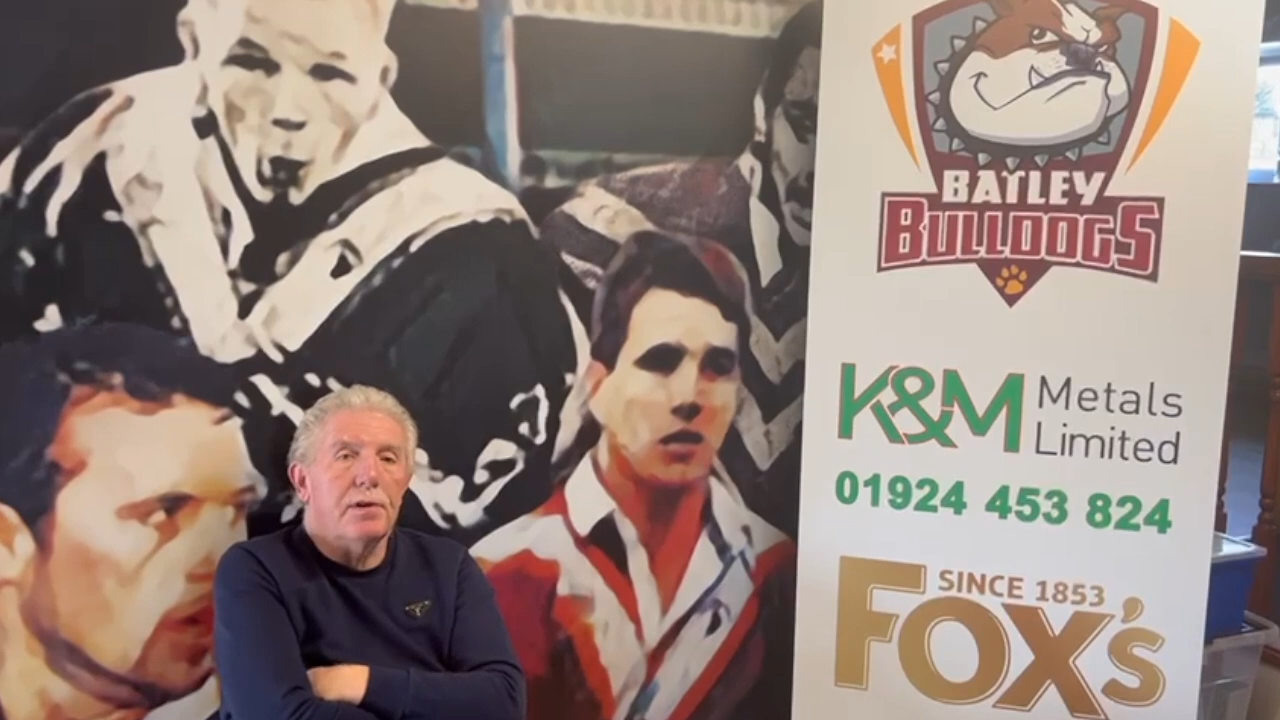 BATLEY
BULLDOGS
K&M Metals
Limited
01924 453 824
SINCE 1853
FOX's